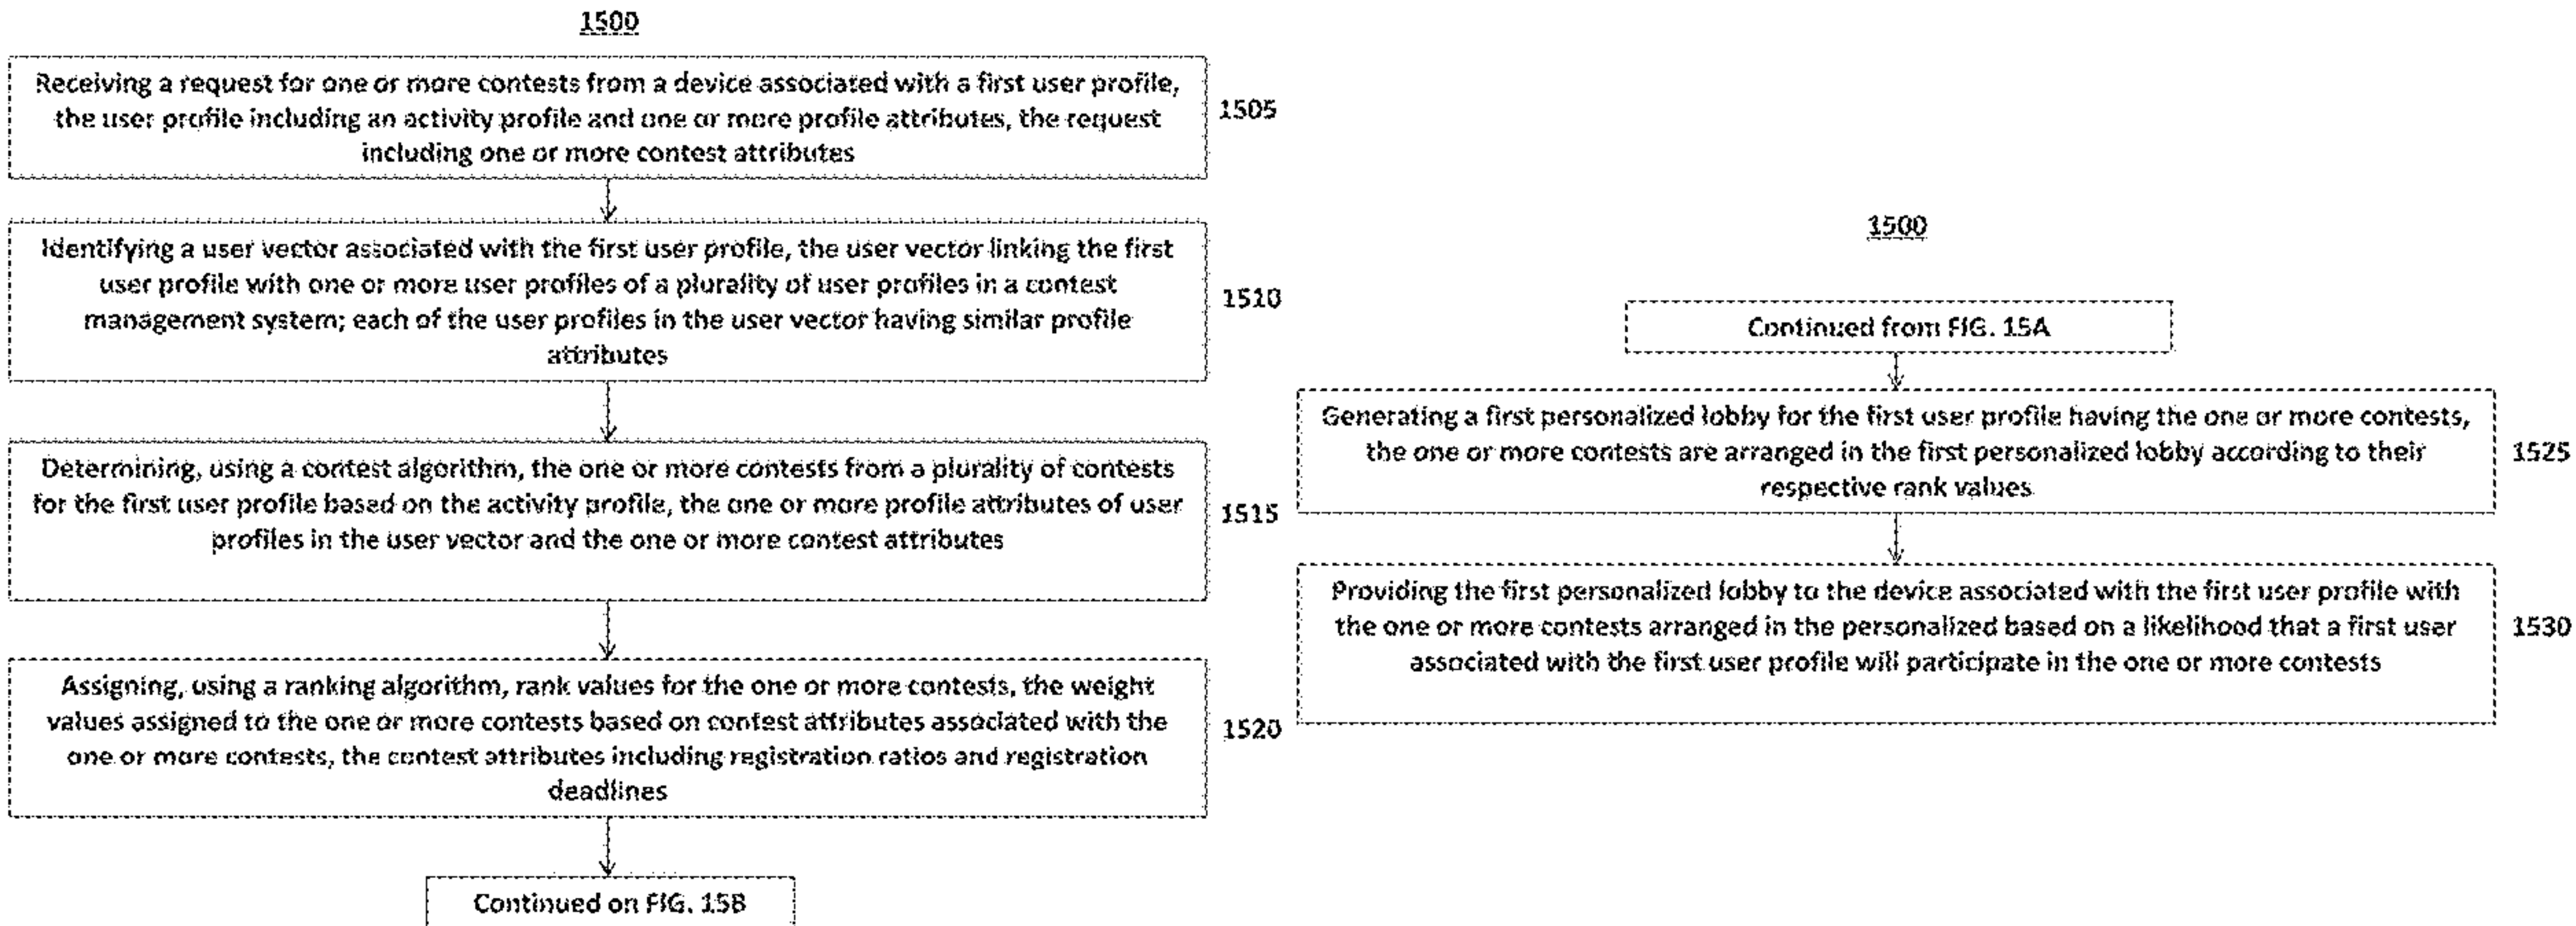 1500
Receiving a request for one or more contests from a device associated with a first user profile,
the user profile including an activity profile and one or more profile attributes, the request
including one or more contest attributes
1505
Identifying a user vector associated with the first user profile, the user vector linking the first
user profile with one or more user profiles of a plurality of user profiles in a contest
management system; each of the user profiles in the user vector having similar profile
attributes
1510
Determining, using a contest algorithm, the one or more contests from a plurality of contests
for the first user profile based on the activity profile, the one or more profile attributes of user
profiles in the user vector and the one or more contest attributes
1515
Assigning, using a ranking algorithm, rank values for the one or more contests, the weight
values assigned to the one or more contests based on contest attributes associated with the
one or more contests, the contest attributes including registration ratios and registration
deadlines
1520
Continued on FIG. 15B
1500
Continued from FIG. 15A
Generating a first personalized lobby for the first user profile having the one or more contests,
the one or more contests are arranged in the first personalized lobby according to their
respective rank values
1525
Providing the first personalized lobby to the device associated with the first user profile with
the one or more contests arranged in the personalized based on a likelihood that a first user
associated with the first user profile will participate in the one or more contests
1530